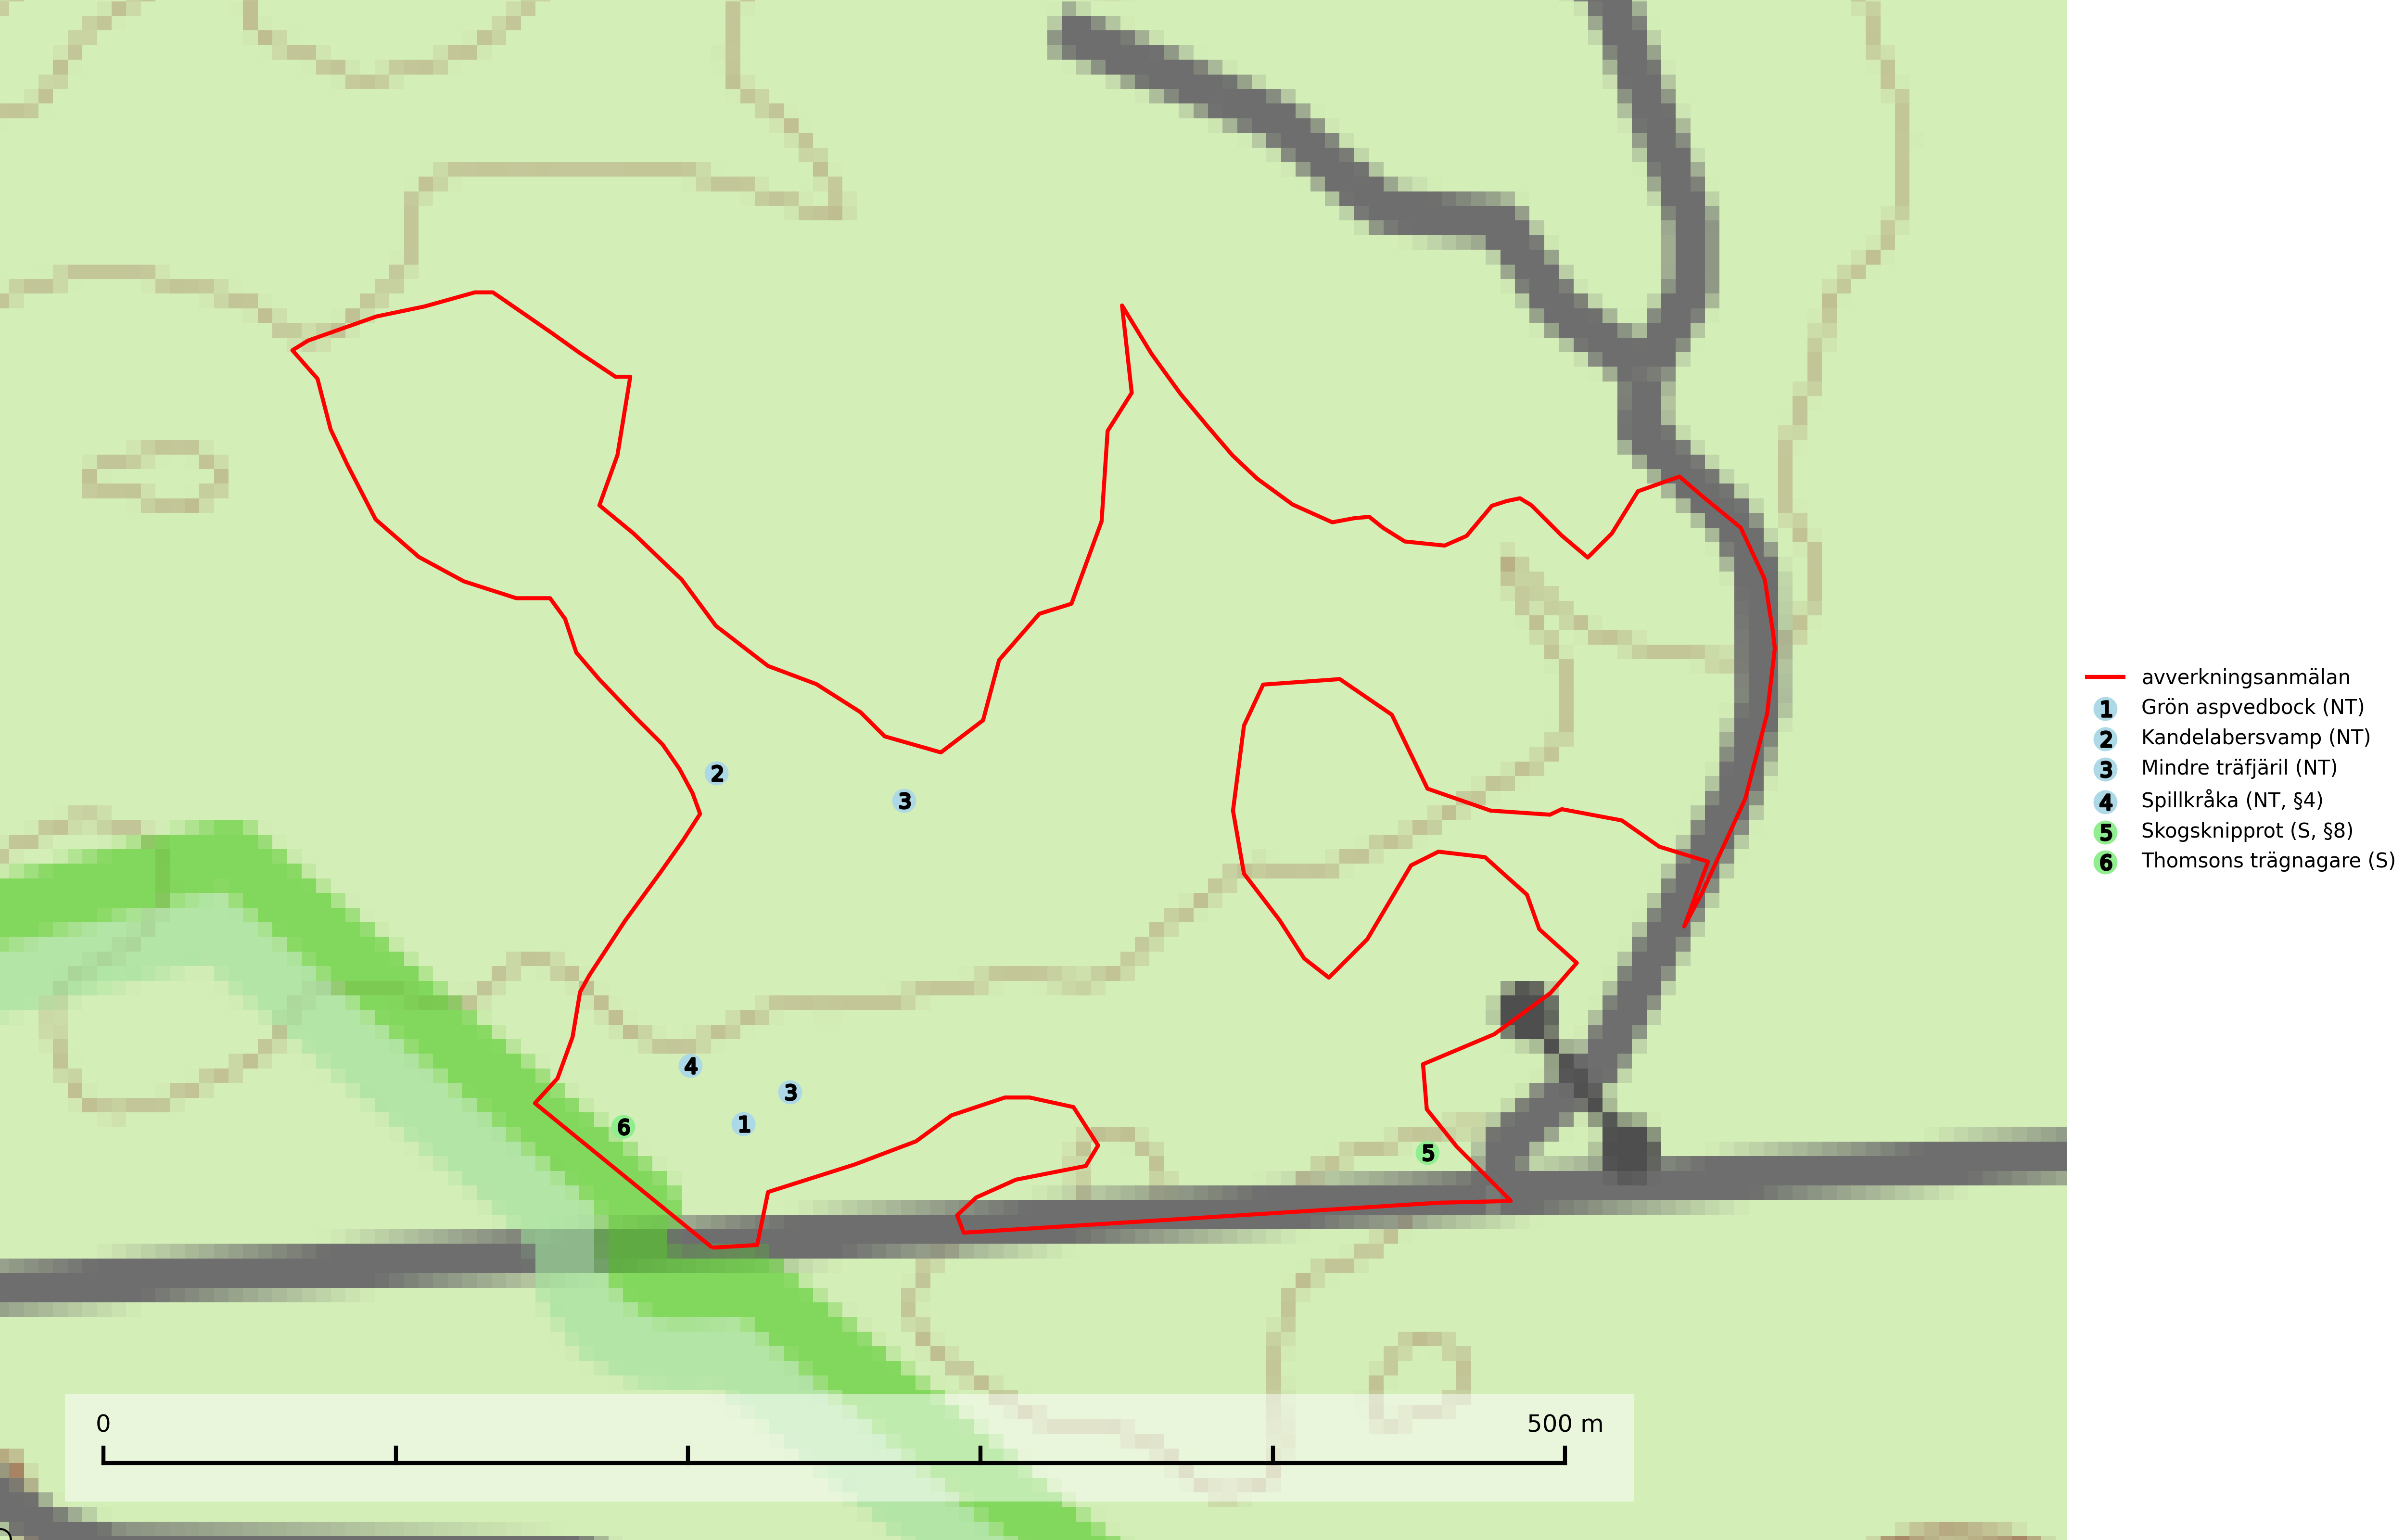 2
3
4
3
1
6
5
0
500 m
avverkningsanmälan
1 Grön aspvedbock (NT)
2 Kandelabersvamp (NT)
3 Mindre träfjäril (NT)
4 Spillkråka (NT, §4)
5 Skogsknipprot (S, §8)
6 Thomsons trägnagare (S)